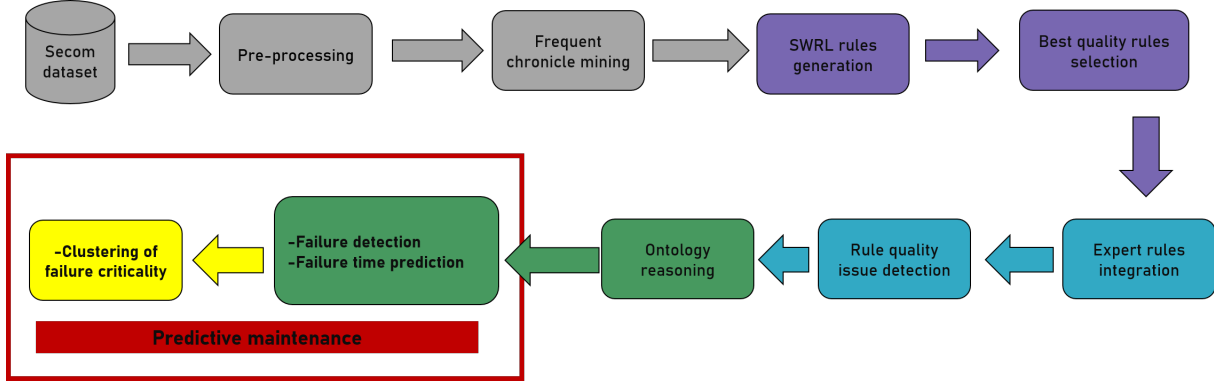 Secom
dataset
Pre-processing
Frequent
chronicle mining
SWRL rules
generation
Best quality rules
selection
-Clustering of
failure criticality
-Failure detection
-Failure time prediction
Ontology
reasoning
Rule quality
issue detection
Expert rules
integration
Predictive maintenance